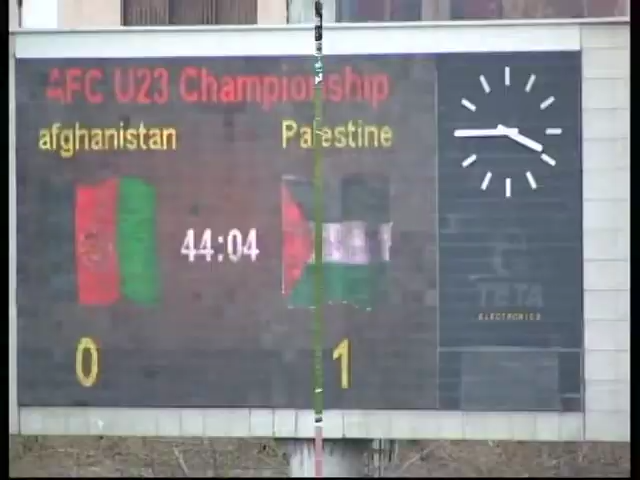 AFC U23 Championship
afghanistan Palestine
44:04
0 1
TETA
ELECTRONICS